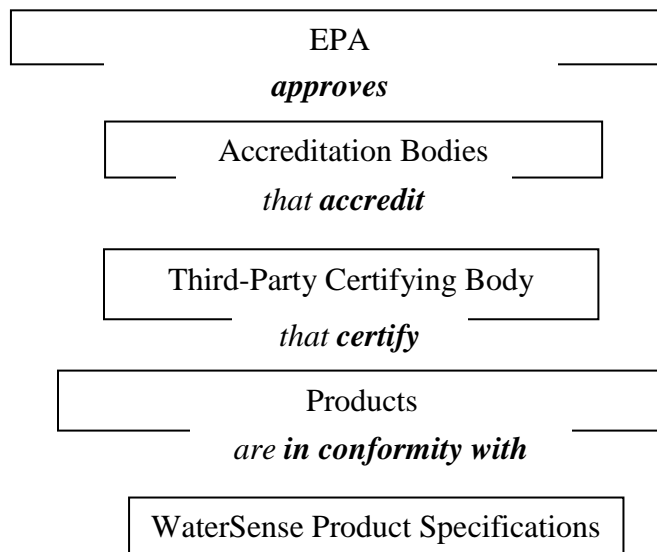 EPA
approves
Accreditation Bodies
that accredit
Third-Party Certifying Body
that certify
Products
are in conformity with
WaterSense Product Specifications